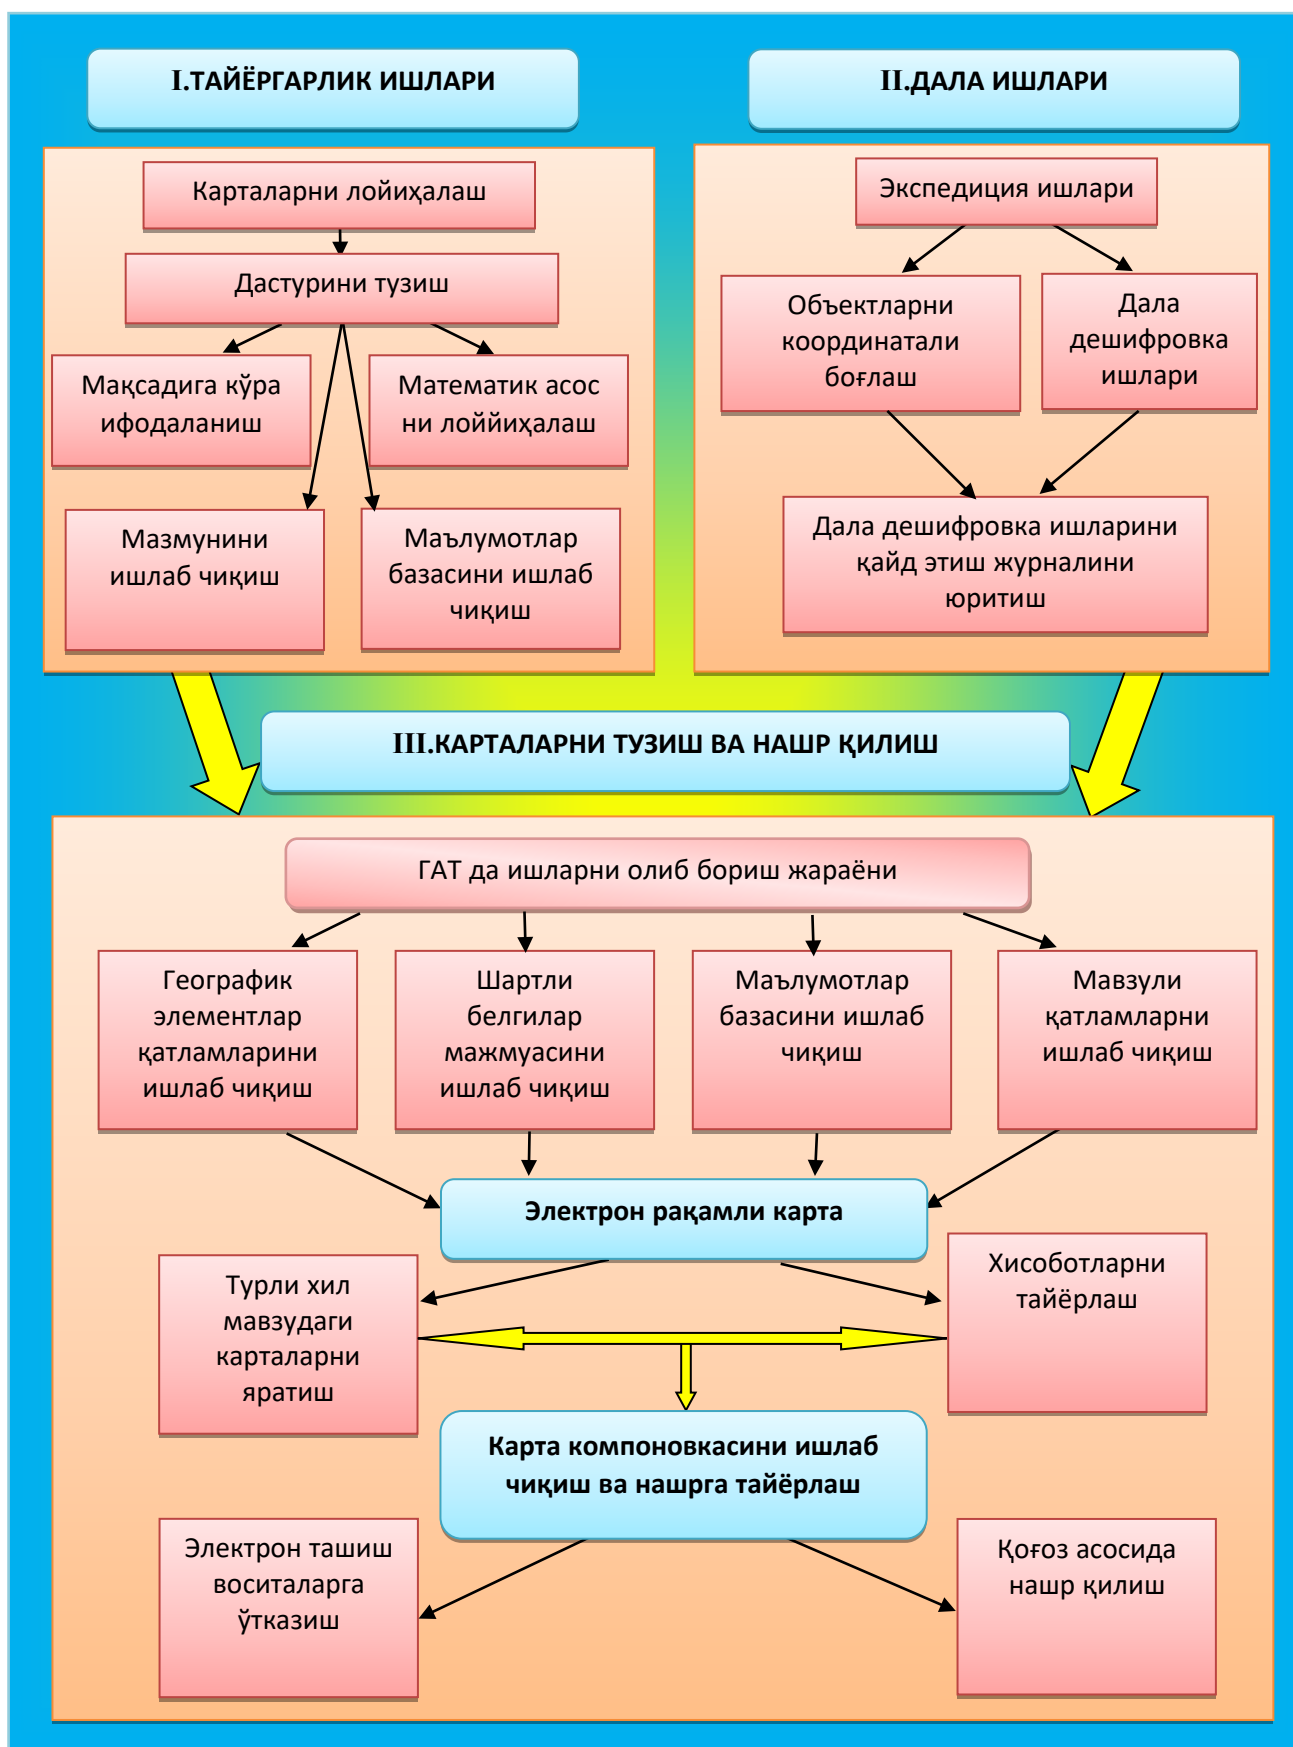 I.ТАЙЁРГАРЛИК ИШЛАРИ
Карталарни лойиҳалаш
Дастурини тузиш
Мақсадига кўра
ифодаланиш
Математик асос
ни лоййиҳалаш
Мазмунини
ишлаб чиқиш
Маълумотлар
базасини ишлаб
чиқиш
II.ДАЛА ИШЛАРИ
Экспедиция ишлари
Объектларни
координатали
боғлаш
Дала
дешифровка
ишлари
Дала дешифровка ишларини
қайд этиш журналини
юритиш
III.КАРТАЛАРНИ ТУЗИШ ВА НАШР ҚИЛИШ
ГАТ да ишларни олиб бориш жараёни
Географик
элементлар
қатламларини
ишлаб чиқиш
Шартли
белгилар
мажмуасини
ишлаб чиқиш
Маълумотлар
базасини ишлаб
чиқиш
Мавзули
қатламларни
ишлаб чиқиш
Электрон рақамли карта
Турли хил
мавзудаги
карталарни
яратиш
Хисоботларни
тайёрлаш
Карта компоновкасини ишлаб
чиқиш ва нашрга тайёрлаш
Электрон ташиш
воситаларга
ўтказиш
Қоғоз асосида
нашр қилиш